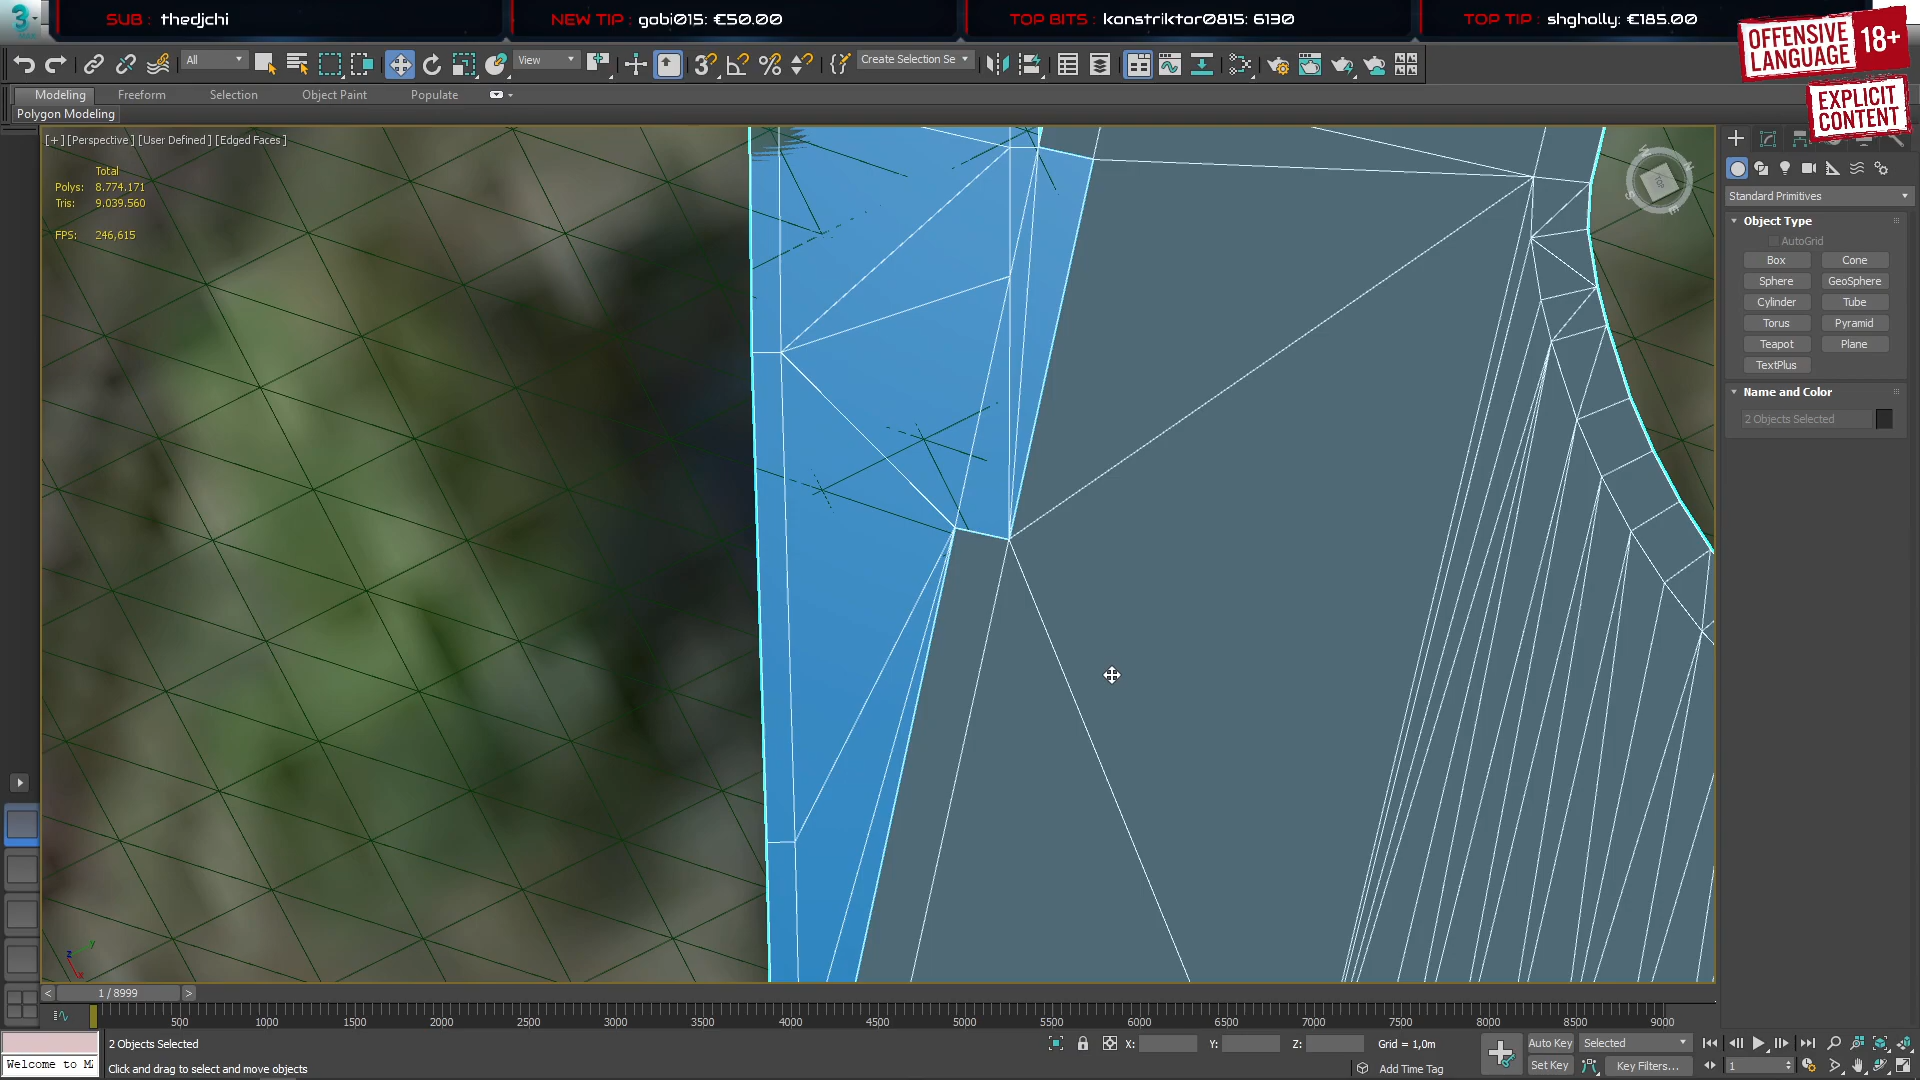 SUB : thedjchi
NEW TIP : gobi015: €50.00
TOP BITS : konstriktor0815: 6130
TOP TIP : shgholly: €185.00
OFFENSIVE LANGUAGE 18+
EXPLICIT CONTENT
All
View
Create Selection Se
Modeling
Freeform
Selection
Object Paint
Populate
Polygon Modeling
[+] [Perspective] [User Defined] [Edged Faces]
Total
Polys: 8.774.171
Tris: 9.039.560
FPS: 246,615
TOP
Standard Primitives
Object Type
AutoGrid
Box
Cone
Sphere
GeoSphere
Cylinder
Tube
Torus
Pyramid
Teapot
Plane
TextPlus
Name and Color
2 Objects Selected
z
y
x
< 1 / 8999 >
500 1000 1500 2000 2500 3000 3500 4000 4500 5000 5500 6000 6500 7000 7500 8000 8500 9000
2 Objects Selected
X:
Y:
Z:
Grid = 1,0m
Auto Key
Selected
Welcome to M
Click and drag to select and move objects
Add Time Tag
Set Key
Key Filters...
1